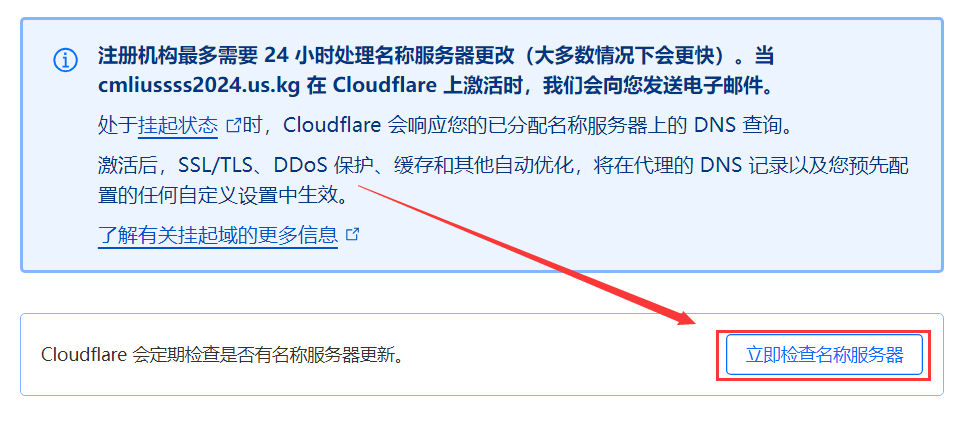 注册机构最多需要 24 小时处理名称服务器更改（大多数情况下会更快）。当
cmliussss2024.us.kg 在 Cloudflare 上激活时，我们会向您发送电子邮件。
处于挂起状态时，Cloudflare 会响应您的已分配名称服务器上的 DNS 查询。
激活后，SSL/TLS、DDoS 保护、缓存和其他自动优化，将在代理的 DNS 记录以及您预先配
置的任何自定义设置中生效。
了解有关挂起域的更多信息
Cloudflare 会定期检查是否有名称服务器更新。
立即检查名称服务器